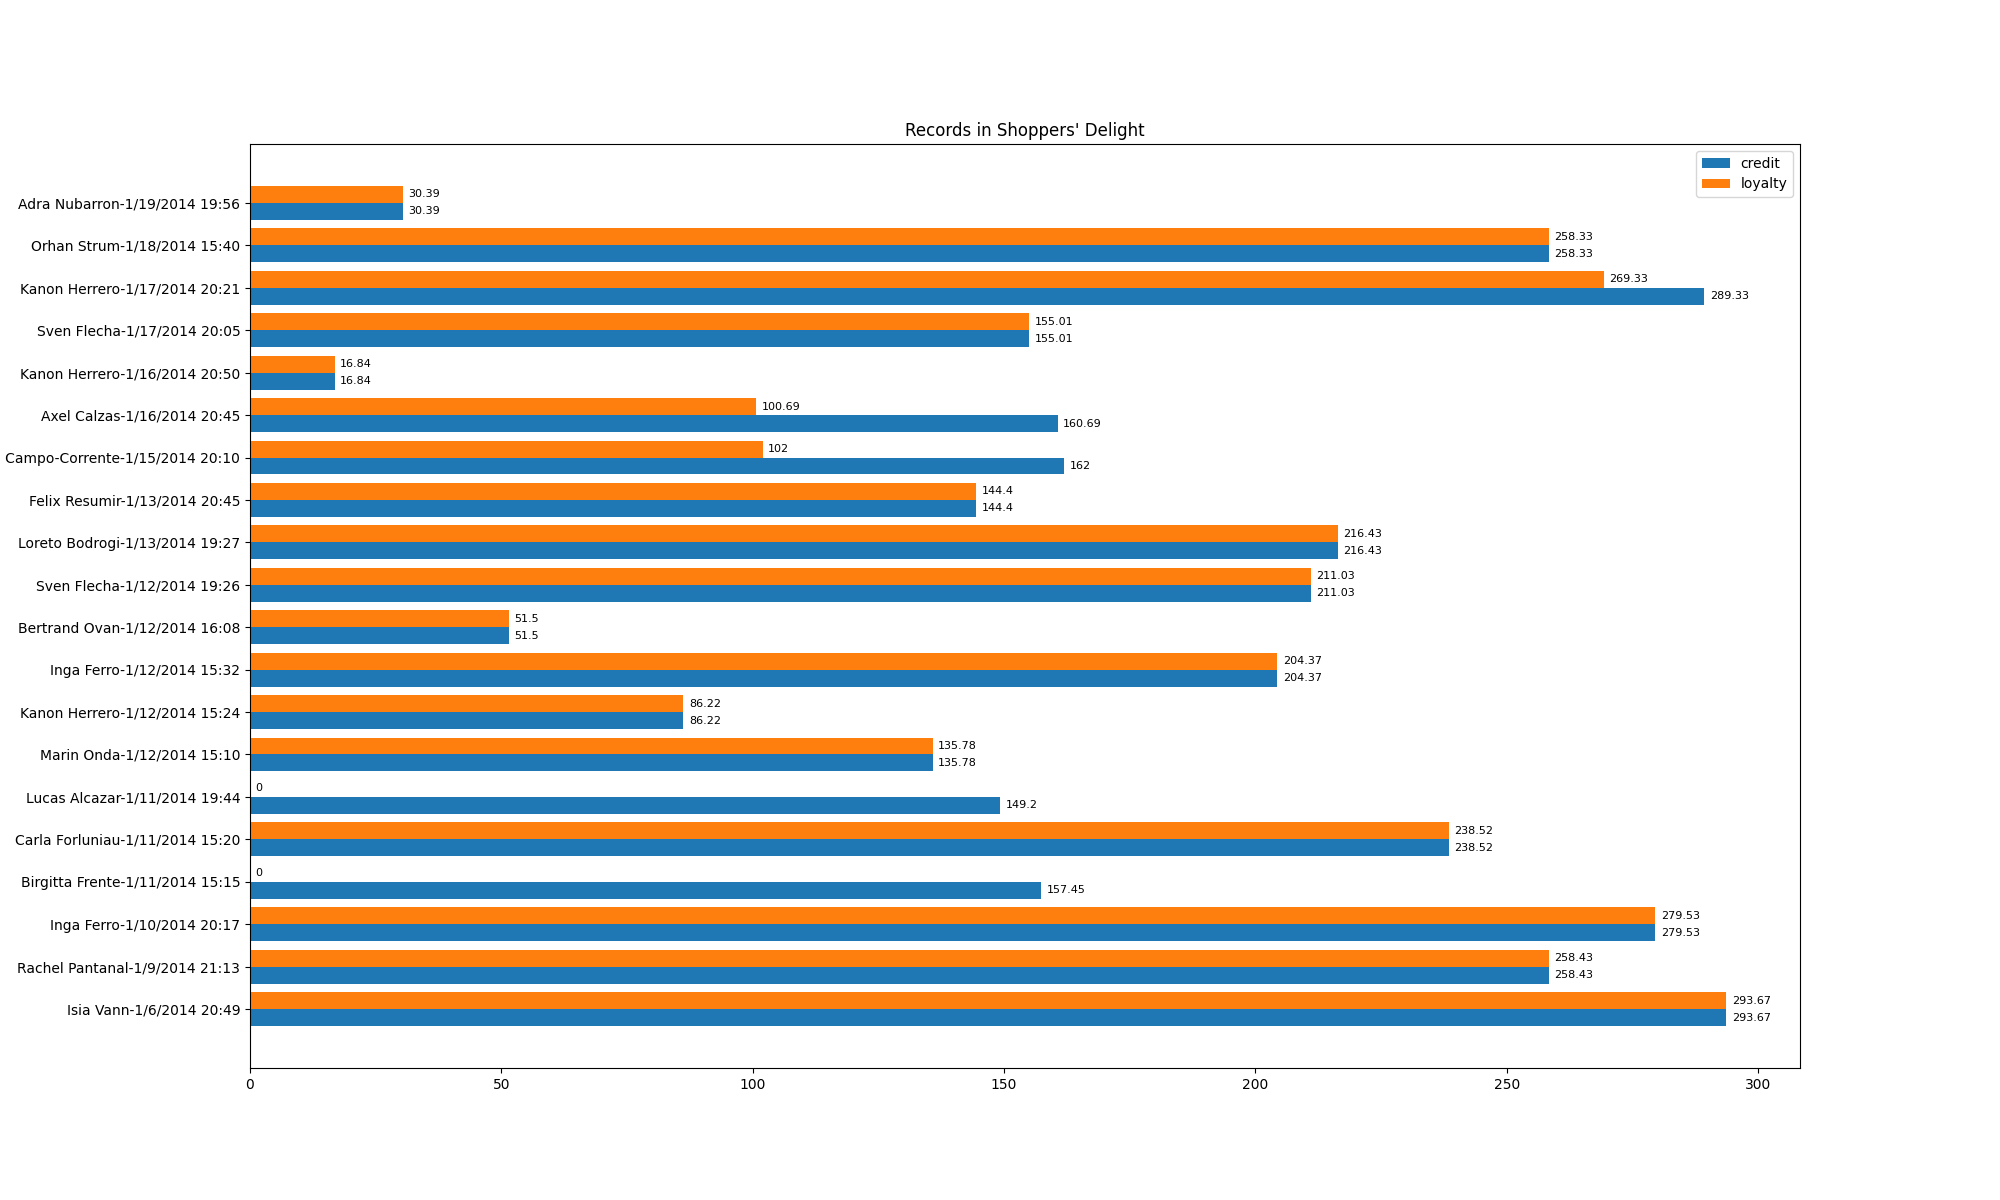 Records in Shoppers' Delight
credit
loyalty
Adra Nubarron-1/19/2014 19:56
30.39
30.39
Orhan Strum-1/18/2014 15:40
258.33
258.33
Kanon Herrero-1/17/2014 20:21
269.33
289.33
Sven Flecha-1/17/2014 20:05
155.01
155.01
Kanon Herrero-1/16/2014 20:50
16.84
16.84
Axel Calzas-1/16/2014 20:45
100.69
160.69
Campo-Corrente-1/15/2014 20:10
102
162
Felix Resumir-1/13/2014 20:45
144.4
144.4
Loreto Bodrogi-1/13/2014 19:27
216.43
216.43
Sven Flecha-1/12/2014 19:26
211.03
211.03
Bertrand Ovan-1/12/2014 16:08
51.5
51.5
Inga Ferro-1/12/2014 15:32
204.37
204.37
Kanon Herrero-1/12/2014 15:24
86.22
86.22
Marin Onda-1/12/2014 15:10
135.78
135.78
Lucas Alcazar-1/11/2014 19:44
0
149.2
Carla Forluniau-1/11/2014 15:20
238.52
238.52
Birgitta Frente-1/11/2014 15:15
0
157.45
Inga Ferro-1/10/2014 20:17
279.53
279.53
Rachel Pantanal-1/9/2014 21:13
258.43
258.43
Isia Vann-1/6/2014 20:49
293.67
293.67
0 50 100 150 200 250 300